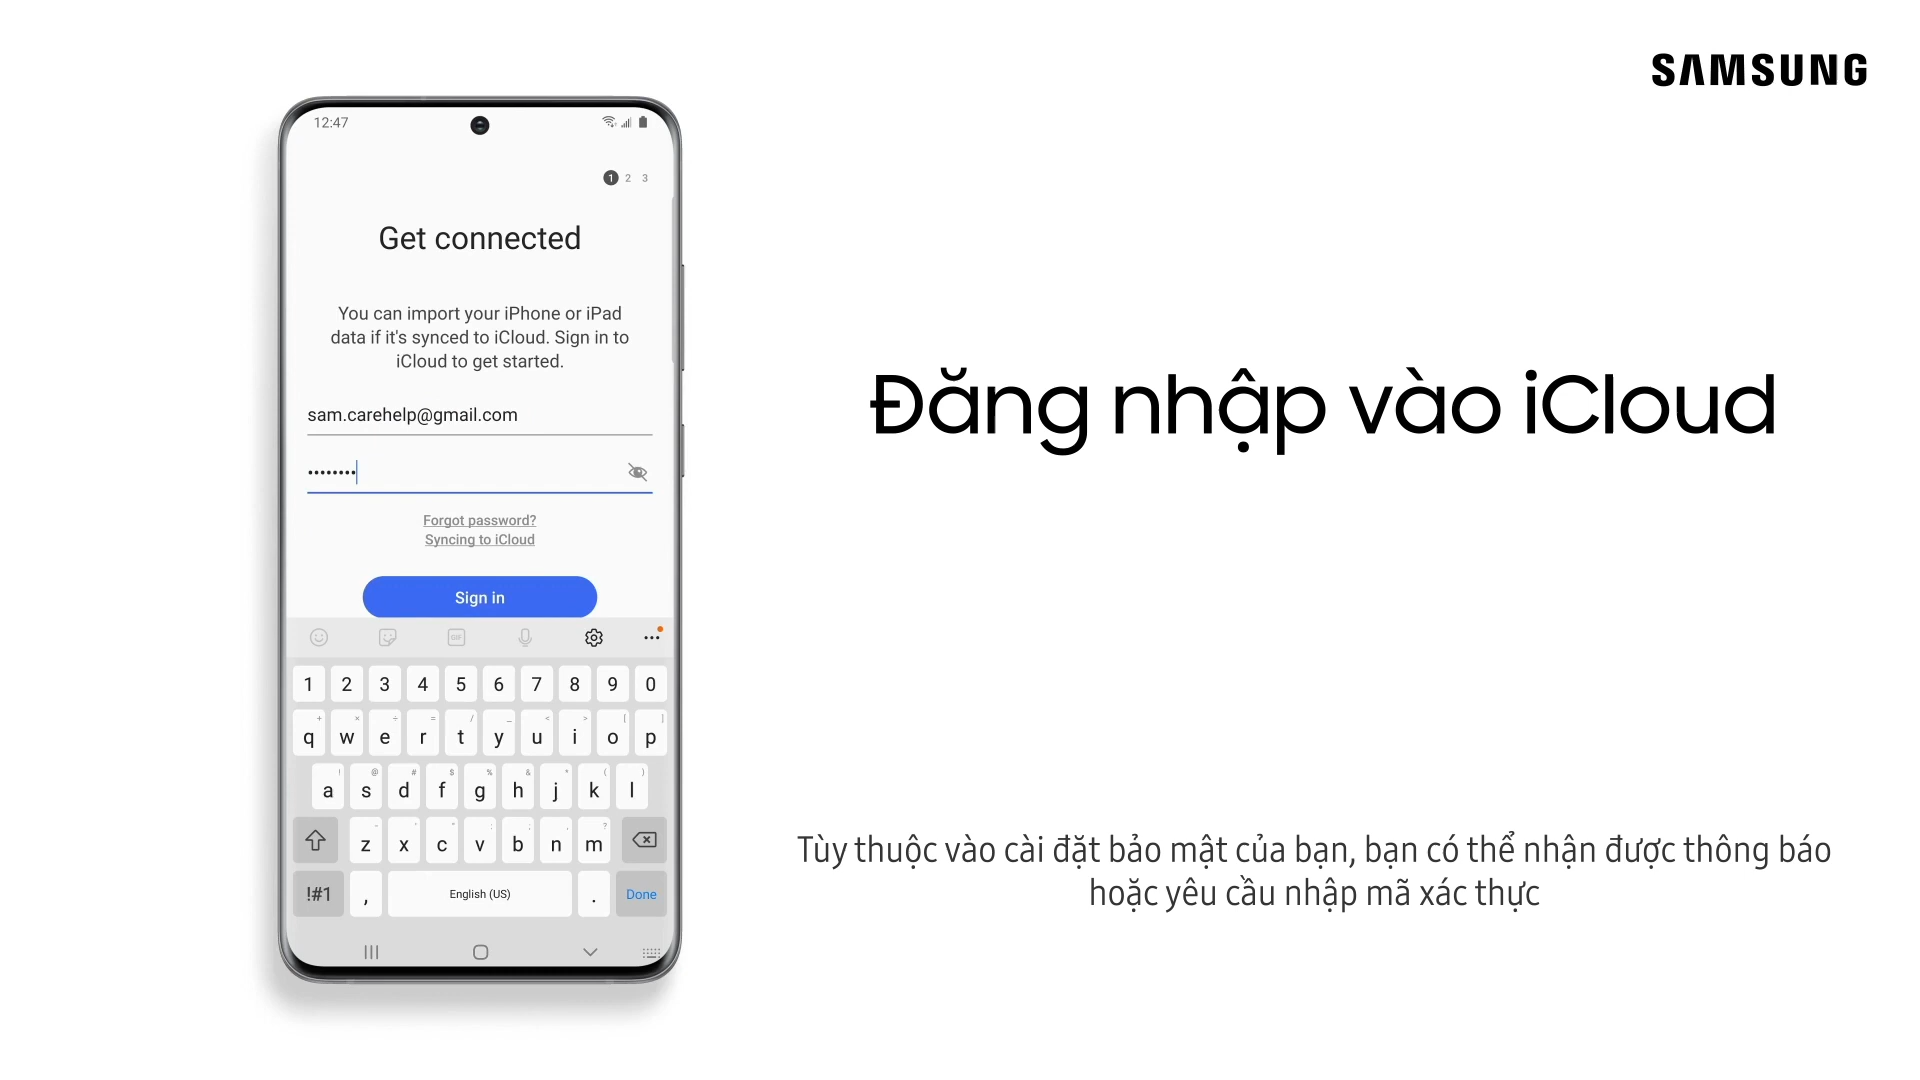 SAMSUNG
12:47
1 2 3
Get connected
You can import your iPhone or iPad
data if it's synced to iCloud. Sign in to
iCloud to get started.
sam.carehelp@gmail.com
••••••••
Forgot password?
Syncing to iCloud
Sign in
GIF
1 2 3 4 5 6 7 8 9 0
q w e r t y u i o p
a s d f g h j k l
z x c v b n m
!#1 , English (US) . Done
Đăng nhập vào iCloud
Tùy thuộc vào cài đặt bảo mật của bạn, bạn có thể nhận được thông báo
hoặc yêu cầu nhập mã xác thực